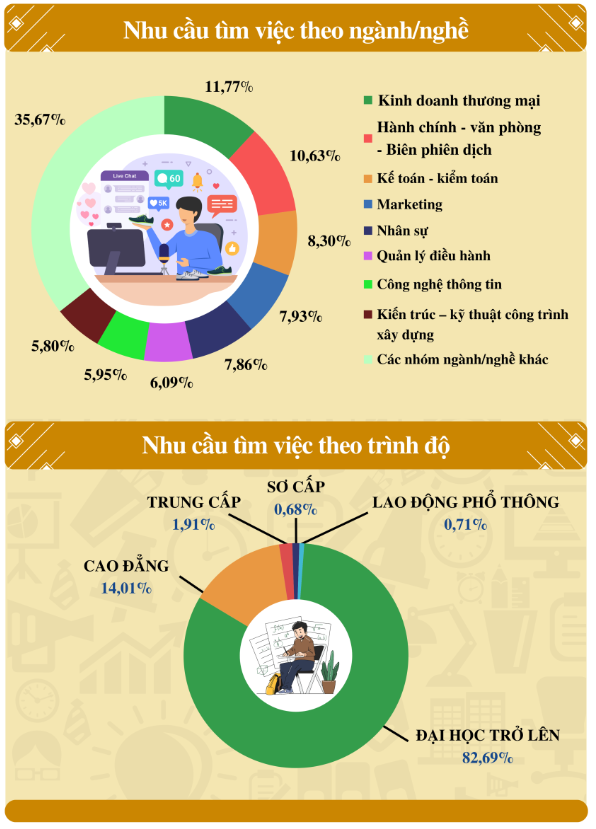 Nhu cầu tìm việc theo ngành/nghề
11,77%
35,67%
10,63%
8,30%
7,93%
7,86%
6,09%
5,95%
5,80%
Live Chat
60
5K
Kinh doanh thương mại
Hành chính - văn phòng
- Biên phiên dịch
Kế toán - kiểm toán
Marketing
Nhân sự
Quản lý điều hành
Công nghệ thông tin
Kiến trúc – kỹ thuật công trình
xây dựng
Các nhóm ngành/nghề khác
Nhu cầu tìm việc theo trình độ
SƠ CẤP
0,68%
TRUNG CẤP
1,91%
LAO ĐỘNG PHỔ THÔNG
0,71%
CAO ĐẲNG
14,01%
ĐẠI HỌC TRỞ LÊN
82,69%